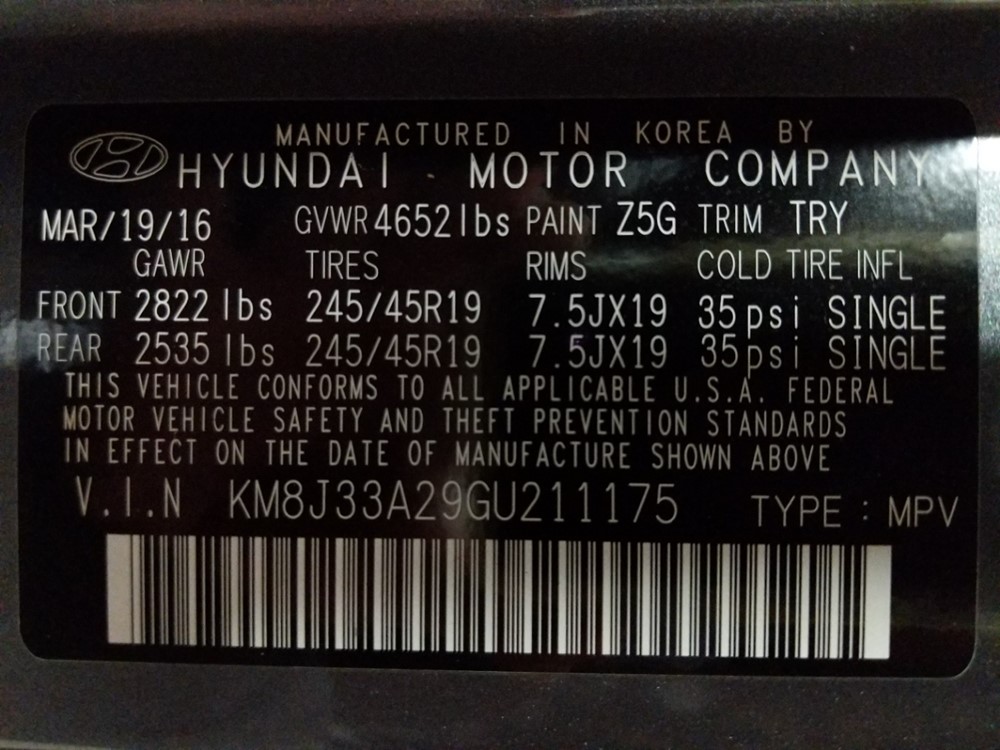 MANUFACTURED IN KOREA BY
HYUNDAI MOTOR COMPANY
MAR/19/16 GVWR 4652lbs PAINT Z5G TRIM TRY
GAWR TIRES RIMS COLD TIRE INFL
FRONT 2822 lbs 245/45R19 7.5JX19 35psi SINGLE
REAR 2535 lbs 245/45R19 7.5JX19 35psi SINGLE
THIS VEHICLE CONFORMS TO ALL APPLICABLE U.S.A. FEDERAL
MOTOR VEHICLE SAFETY AND THEFT PREVENTION STANDARDS
IN EFFECT ON THE DATE OF MANUFACTURE SHOWN ABOVE
V.I.N KM8J33A29GU211175 TYPE : MPV